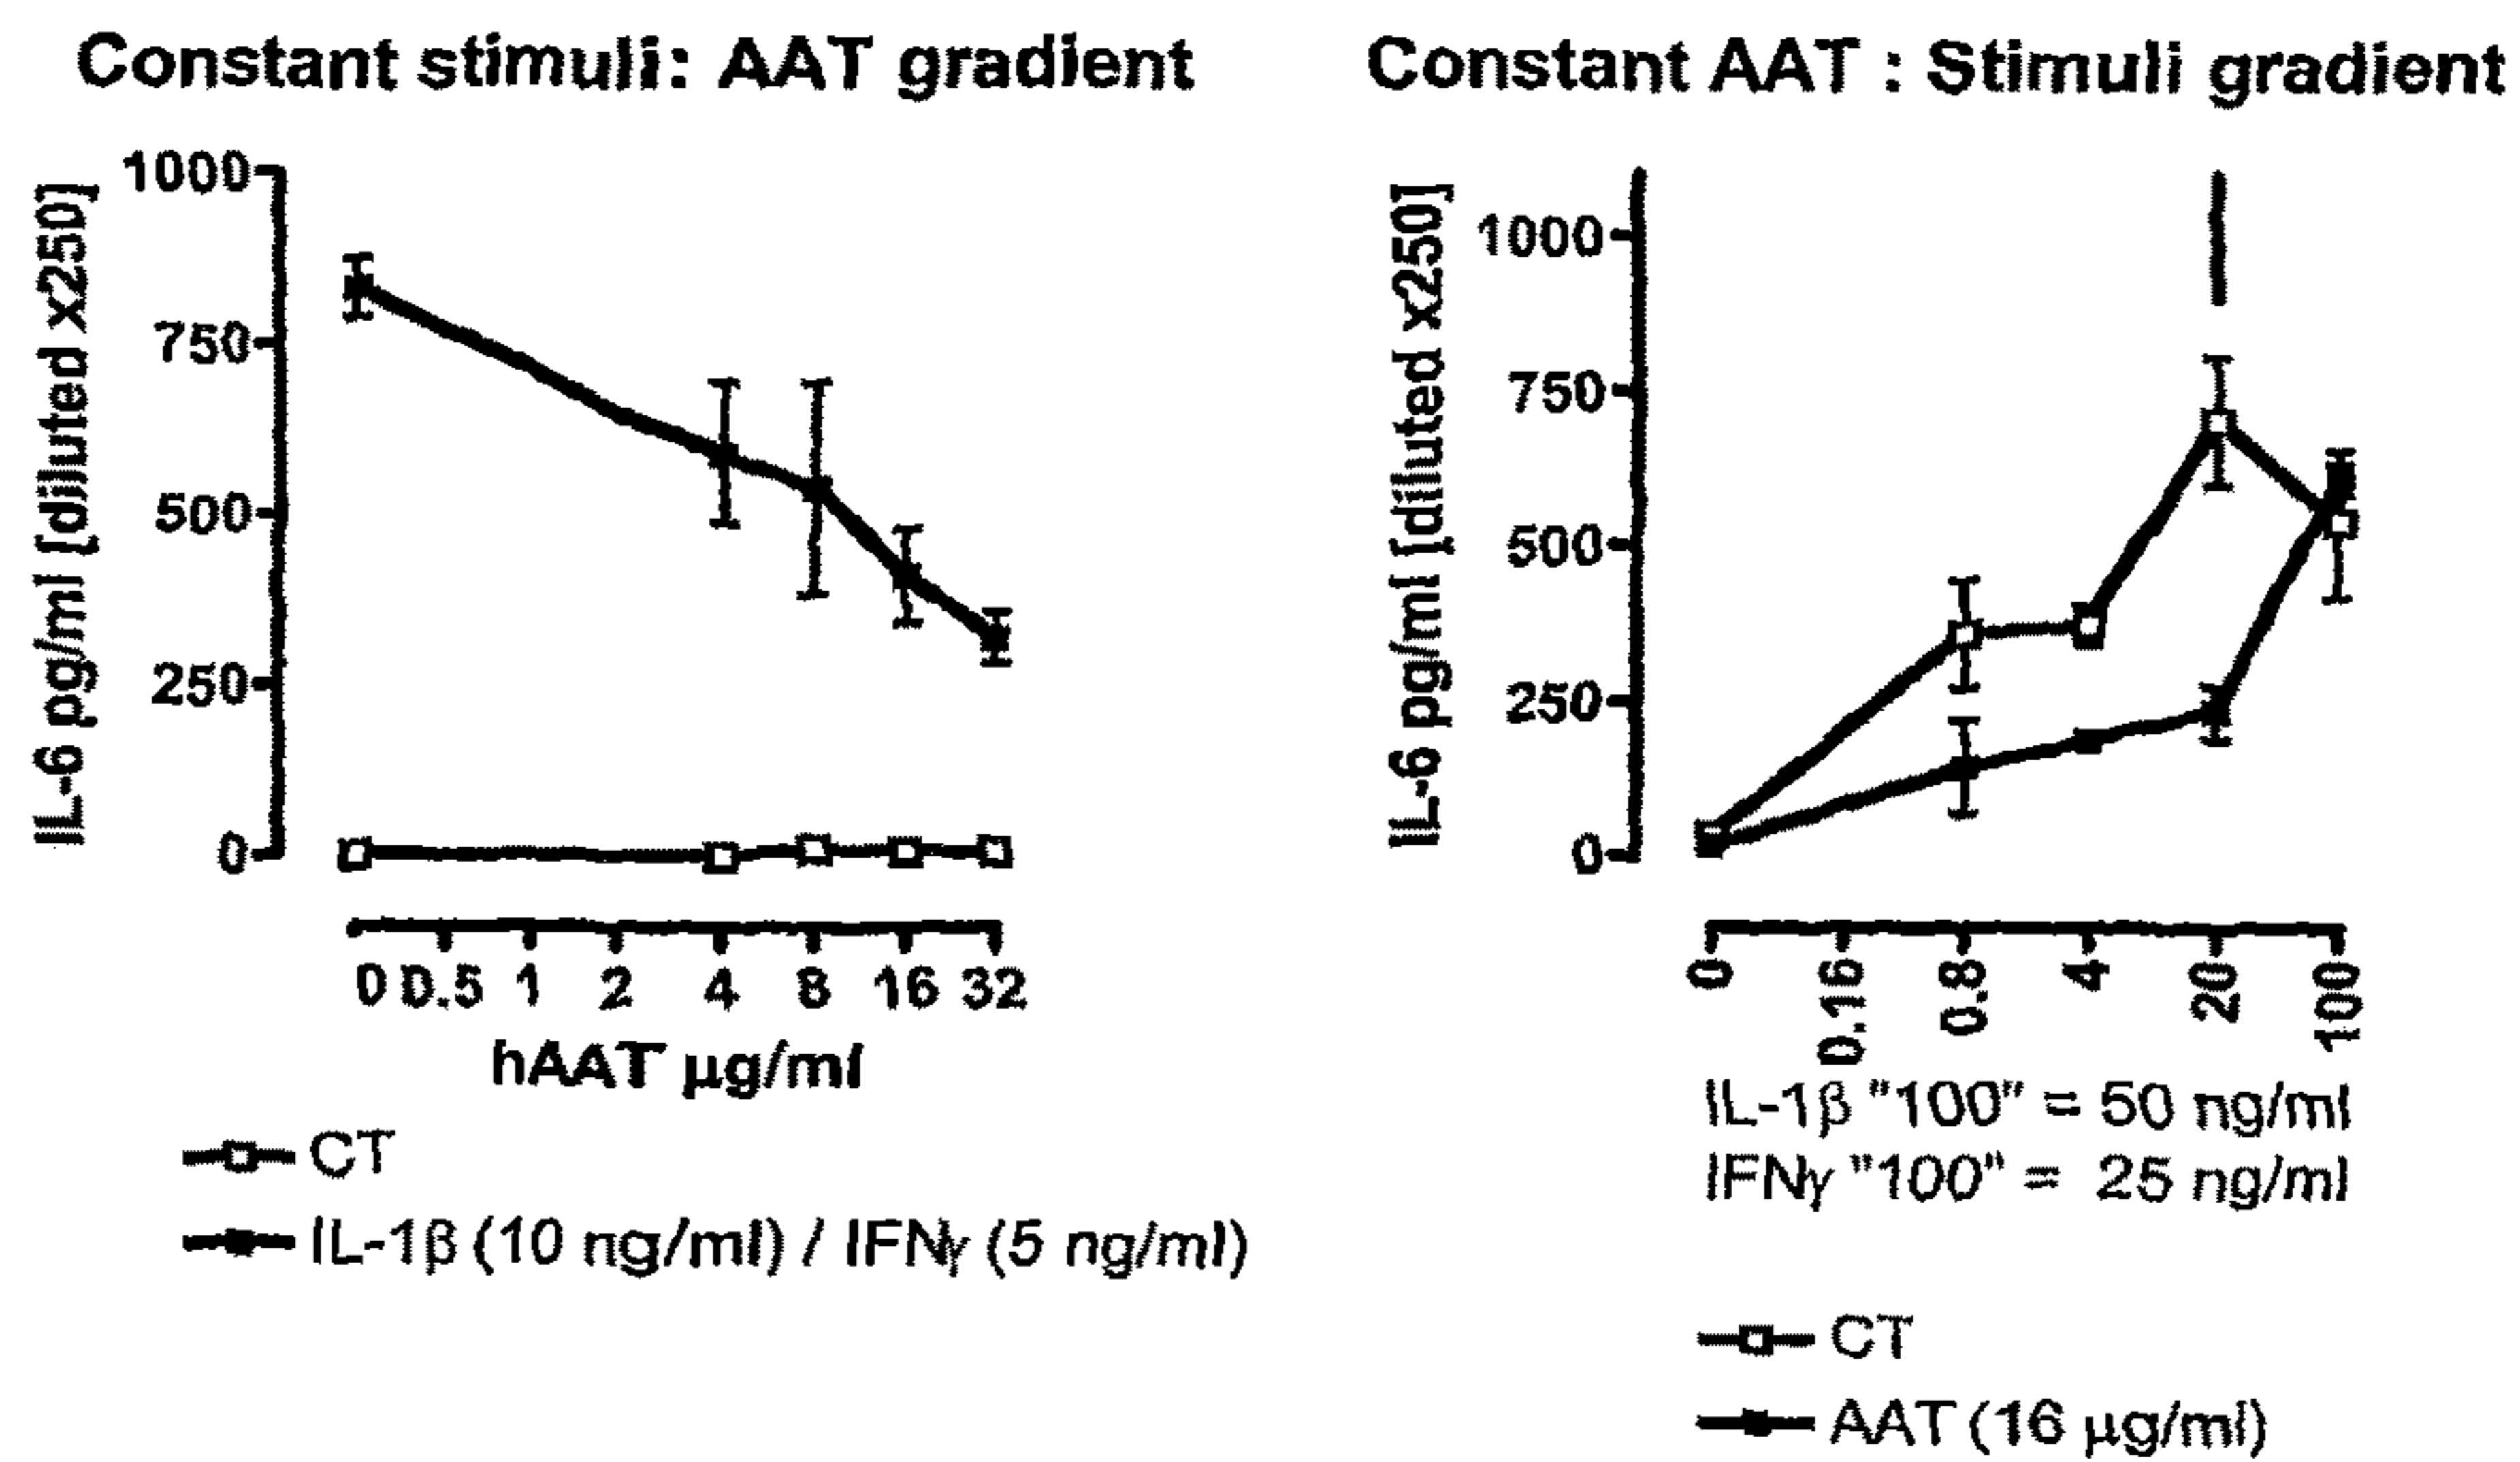 Constant stimuli: AAT gradient
IL-6 pg/ml [diluted x250]
1000
750
500
250
0
0 0.5 1 2 4 8 16 32
hAAT µg/ml
CT
IL-1β (10 ng/ml) / IFNγ (5 ng/ml)
Constant AAT : Stimuli gradient
IL-6 pg/ml [diluted x250]
1000
750
500
250
0
0 0.16 0.8 4 20 100
IL-1β "100" = 50 ng/ml
IFNγ "100" = 25 ng/ml
CT
AAT (16 µg/ml)